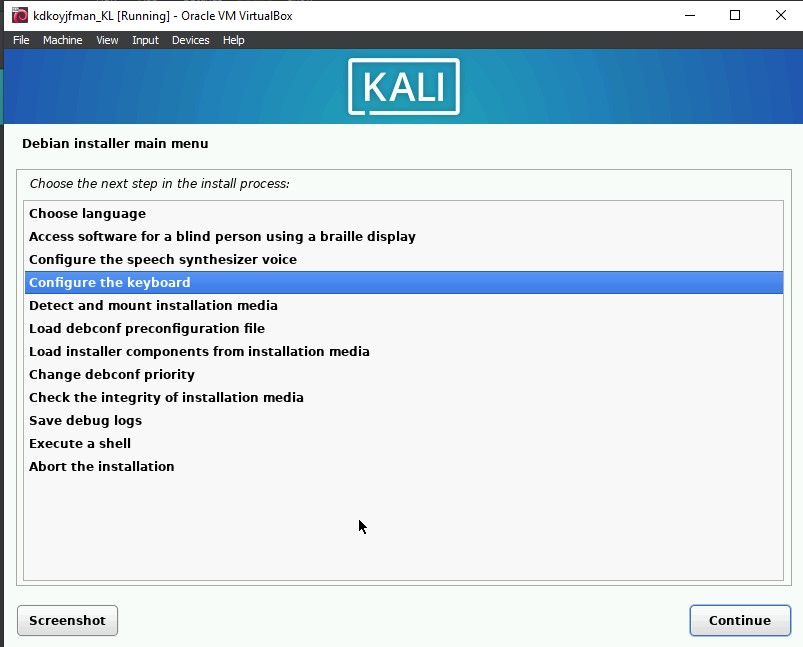 kdkoyjfman_KL [Running] - Oracle VM VirtualBox
File Machine View Input Devices Help
KALI
Debian installer main menu
Choose the next step in the install process:
Choose language
Access software for a blind person using a braille display
Configure the speech synthesizer voice
Configure the keyboard
Detect and mount installation media
Load debconf preconfiguration file
Load installer components from installation media
Change debconf priority
Check the integrity of installation media
Save debug logs
Execute a shell
Abort the installation
Screenshot Continue